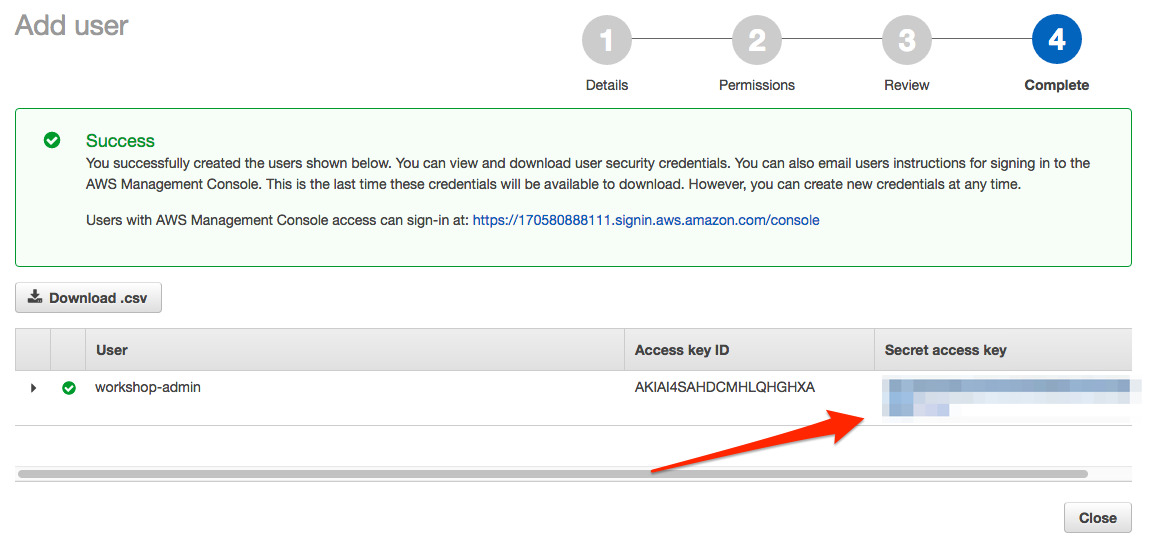 Add user
1
2
3
4
Details
Permissions
Review
Complete
Success
You successfully created the users shown below. You can view and download user security credentials. You can also email users instructions for signing in to the
AWS Management Console. This is the last time these credentials will be available to download. However, you can create new credentials at any time.
Users with AWS Management Console access can sign-in at: https://170580888111.signin.aws.amazon.com/console
Download .csv
User
Access key ID
Secret access key
workshop-admin
AKIAI4SAHDCMHLQHGHXA
Close